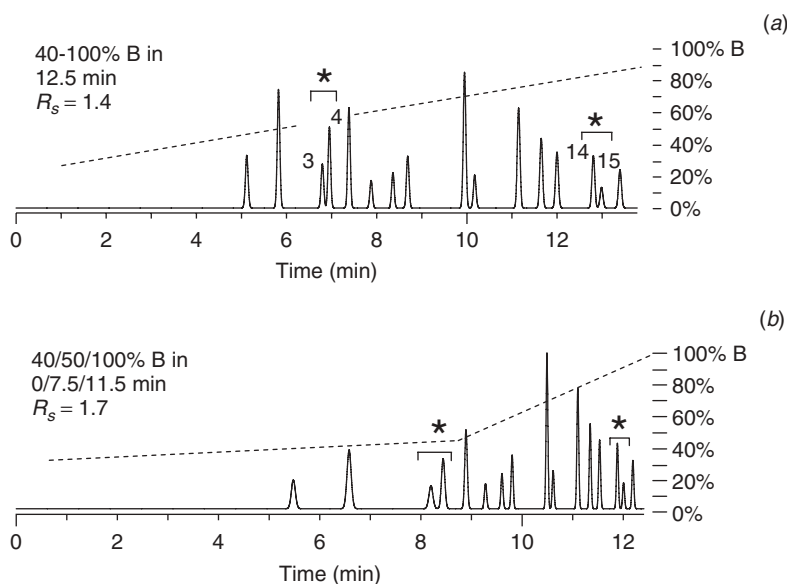 (a)
40-100% B in
12.5 min
Rs = 1.4
* *
3 4 14 15
100% B
80%
60%
40%
20%
0%
0 2 4 6 8 10 12
Time (min)
(b)
40/50/100% B in
0/7.5/11.5 min
Rs = 1.7
* *
100% B
80%
60%
40%
20%
0%
0 2 4 6 8 10 12
Time (min)